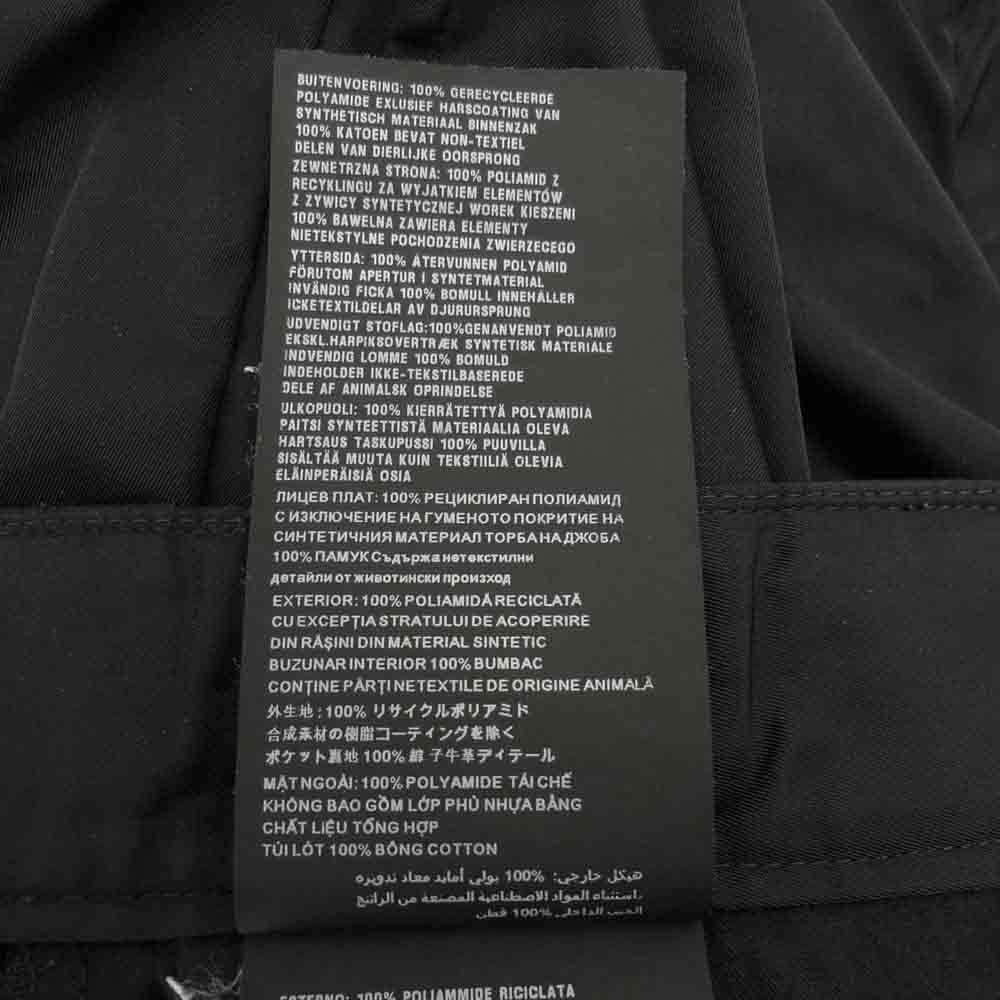 BUITENVOERING: 100% GERECYCLEERDE
POLYAMIDE EXLUSIEF HARSCOATING VAN
SYNTHETISCH MATERIAAL BINNENZAK
100% KATOEN BEVAT NON-TEXTIEL
DELEN VAN DIERLIJKE OORSPRONG
ZEWNETRZNA STRONA: 100% POLIAMID Z
RECYKLINGU ZA WYJATKIEM ELEMENTÓW
Z ZYWICY SYNTETYCZNEJ WOREK KIESZENI
100% BAWELNA ZAWIERA ELEMENTY
NIETEKSTYLNE POCHODZENIA ZWIERZECEGO
YTTERSIDA: 100% ÅTERVUNNEN POLYAMID
FÖRUTOM APERTUR I SYNTETMATERIAL
INVÄNDIG FICKA 100% BOMULL INNEHÅLLER
ICKETEXTILDELAR AV DJURURSPRUNG
UDVENDIGT STOFLAG:100%GENANVENDT POLIAMID
EKSKL.HARPIKSOVERTRÆK SYNTETISK MATERIALE
INDVENDIG LOMME 100% BOMULD
INDEHOLDER IKKE-TEKSTILBASEREDE
DELE AF ANIMALSK OPRINDELSE
ULKOPUOLI: 100% KIERRÄTETTYÄ POLYAMIDIA
PAITSI SYNTEETTISTÄ MATERIAALIA OLEVA
HARTSAUS TASKUPUSSI 100% PUUVILLA
SISÄLTÄÄ MUUTA KUIN TEKSTIILIÄ OLEVIA
ELÄINPERÄISIÄ OSIA
ЛИЦЕВ ПЛАТ: 100% РЕЦИКЛИРАН ПОЛИАМИД
С ИЗКЛЮЧЕНИЕ НА ГУМЕНОТО ПОКРИТИЕ НА
СИНТЕТИЧНИЯ МАТЕРИАЛ ТОРБА НА ДЖОБА
100% ПАМУК Съдържа нетекстилни
детайли от животински произход
EXTERIOR: 100% POLIAMIDĂ RECICLATĂ
CU EXCEPȚIA STRATULUI DE ACOPERIRE
DIN RĂȘINI DIN MATERIAL SINTETIC
BUZUNAR INTERIOR 100% BUMBAC
CONȚINE PĂRȚI NETEXTILE DE ORIGINE ANIMALĂ
外生地 : 100% リサイクルポリアミド
合成素材の樹脂コーティングを除く
ポケット裏地 100% 綿 子牛革ディテール
MẶT NGOÀI: 100% POLYAMIDE TÁI CHẾ
KHÔNG BAO GỒM LỚP PHỦ NHỰA BẰNG
CHẤT LIỆU TỔNG HỢP
TÚI LÓT 100% BÔNG COTTON
هيكل خارجي: 100% بولي أمايد معاد تدويره
.استثناء المواد الاصطناعية المصنعة من الراتنج
الجيب الداخلي 100% قطن
ESTERNO: 100% POLIAMMIDE RICICLATA